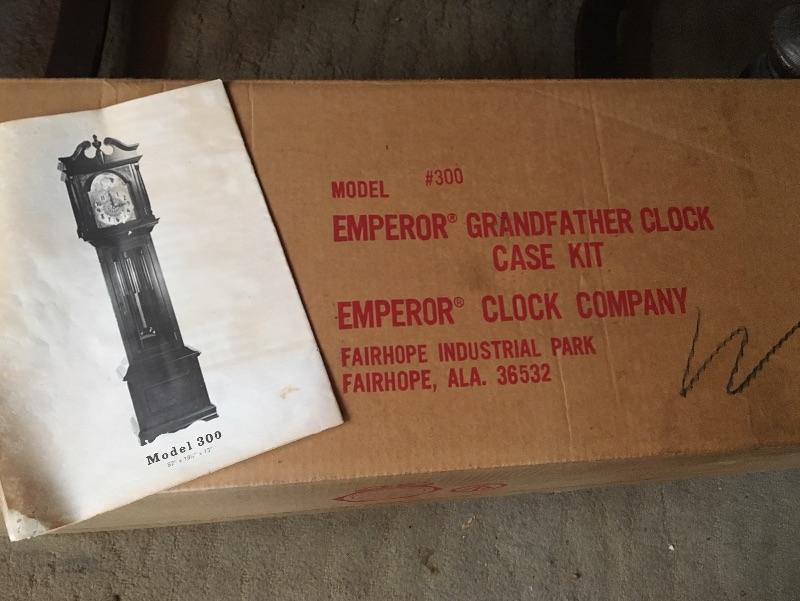 MODEL #300
EMPEROR® GRANDFATHER CLOCK
CASE KIT
EMPEROR® CLOCK COMPANY
FAIRHOPE INDUSTRIAL PARK
FAIRHOPE, ALA. 36532
Model 300